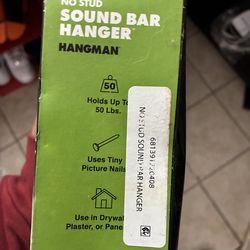 NO STUD
SOUND BAR
HANGER™
HANGMAN®
50
Holds Up To
50 Lbs.
Uses Tiny
Picture Nails
Use in Drywall
Plaster, or Pane
NO STUD SOUND BAR HANGER